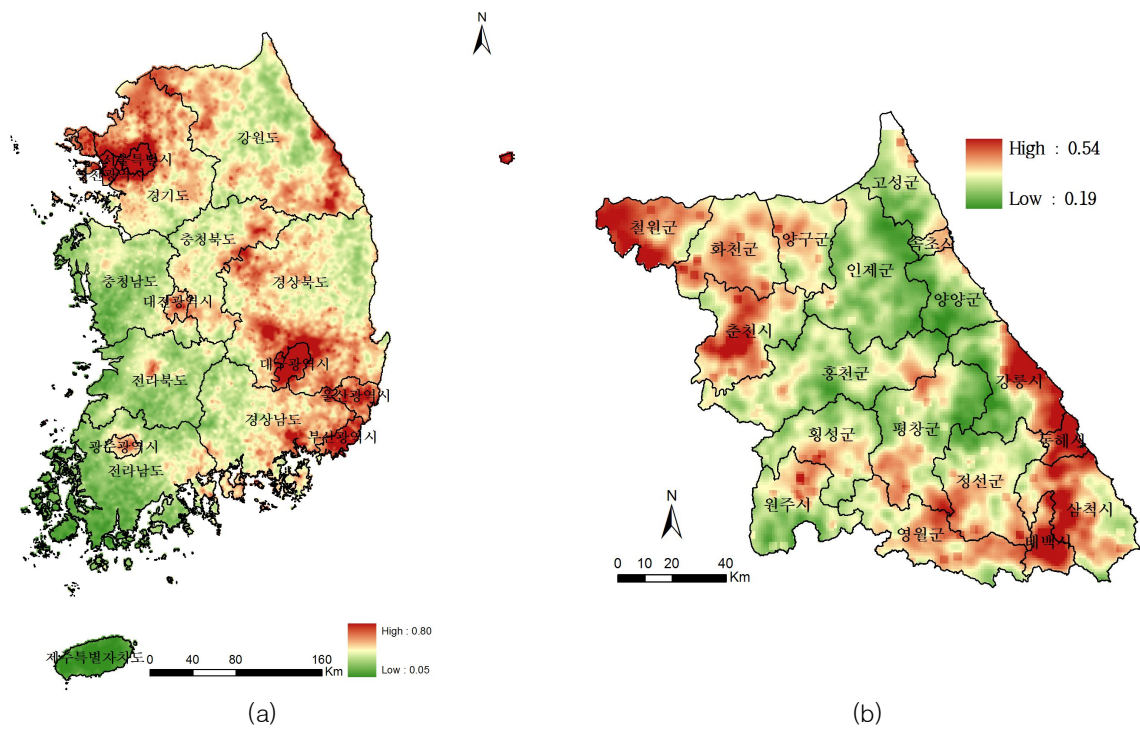 N
강원도
서울특별시
인천광역시
경기도
충청북도
충청남도
경상북도
대전광역시
대구광역시
전라북도
울산광역시
경상남도
부산광역시
광주광역시
전라남도
제주특별자치도
0 40 80 160
Km
High : 0.80
Low : 0.05
(a)
High : 0.54
Low : 0.19
고성군
철원군
화천군
양구군
속초시
인제군
양양군
춘천시
홍천군
강릉시
횡성군
평창군
동해시
정선군
원주시
삼척시
영월군
태백시
N
0 10 20 40
Km
(b)